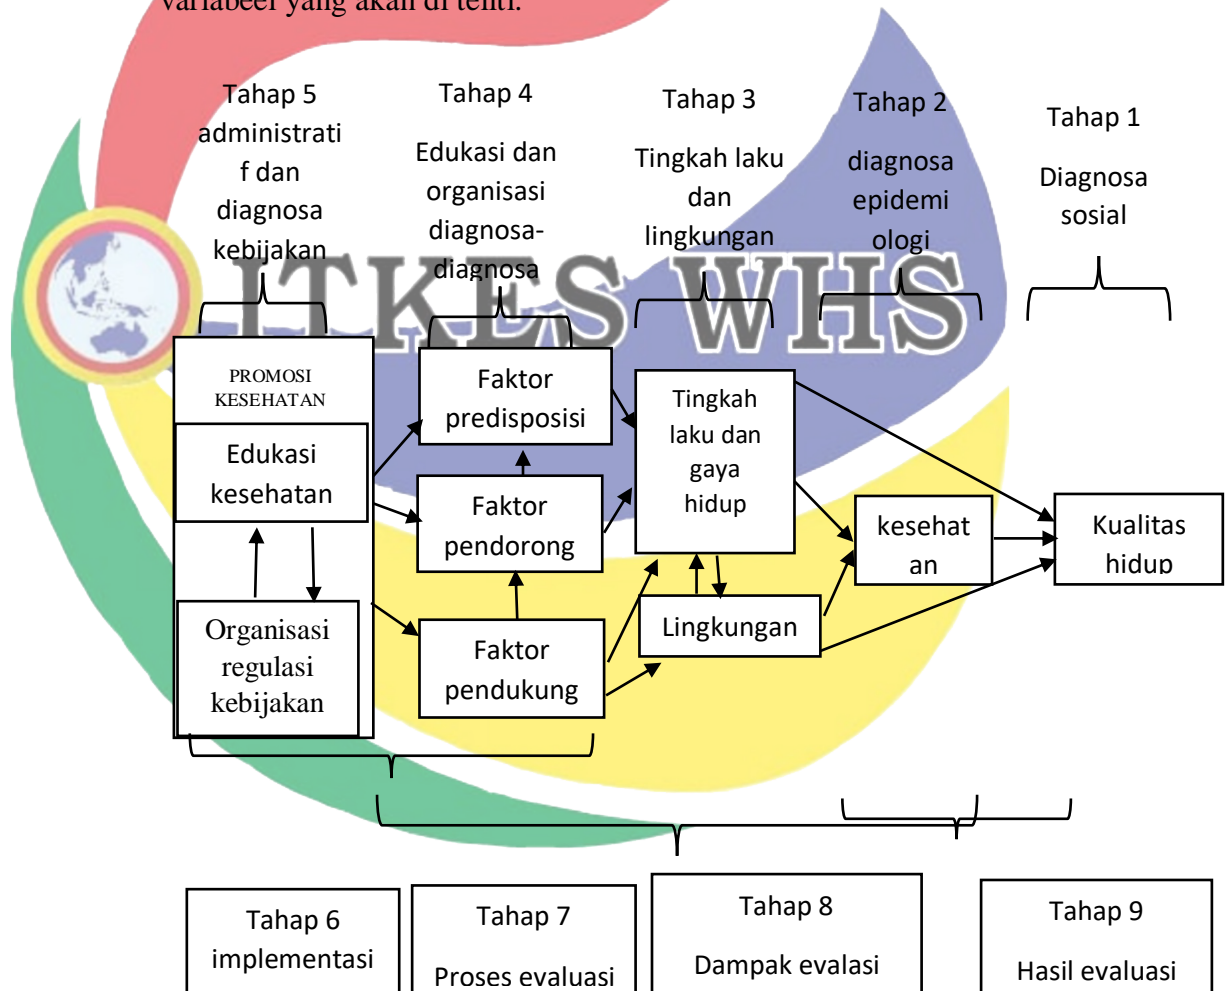 variabeel yang akan di teliti.
Tahap 5
administrati
f dan
diagnosa
kebijakan
Tahap 4
Edukasi dan
organisasi
diagnosa-
diagnosa
Tahap 3
Tingkah laku
dan
lingkungan
Tahap 2
diagnosa
epidemi
ologi
Tahap 1
Diagnosa
sosial
ITKES WHS
PROMOSI
KESEHATAN
Edukasi
kesehatan
Organisasi
regulasi
kebijakan
Faktor
predisposisi
Faktor
pendorong
Faktor
pendukung
Tingkah
laku dan
gaya
hidup
Lingkungan
kesehat
an
Kualitas
hidup
Tahap 6
implementasi
Tahap 7
Proses evaluasi
Tahap 8
Dampak evalasi
Tahap 9
Hasil evaluasi